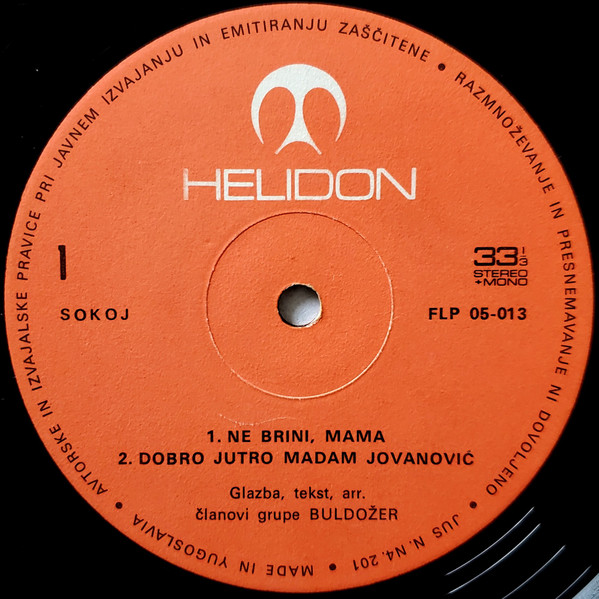 AVTORSKE IN IZVAJALSKE PRAVICE PRI JAVNEM IZVAJANJU IN EMITIRANJU ZAŠČITENE • RAZMNOŽEVANJE IN PRESNEMAVANJE NI DOVOLJENO • JUS N. N4. 201 • MADE IN YUGOSLAVIA •
HELIDON
1
33 1/3
STEREO
+MONO
SOKOJ
FLP 05-013
1. NE BRINI, MAMA
2. DOBRO JUTRO MADAM JOVANOVIĆ
Glazba, tekst, arr.
članovi grupe BULDOŽER